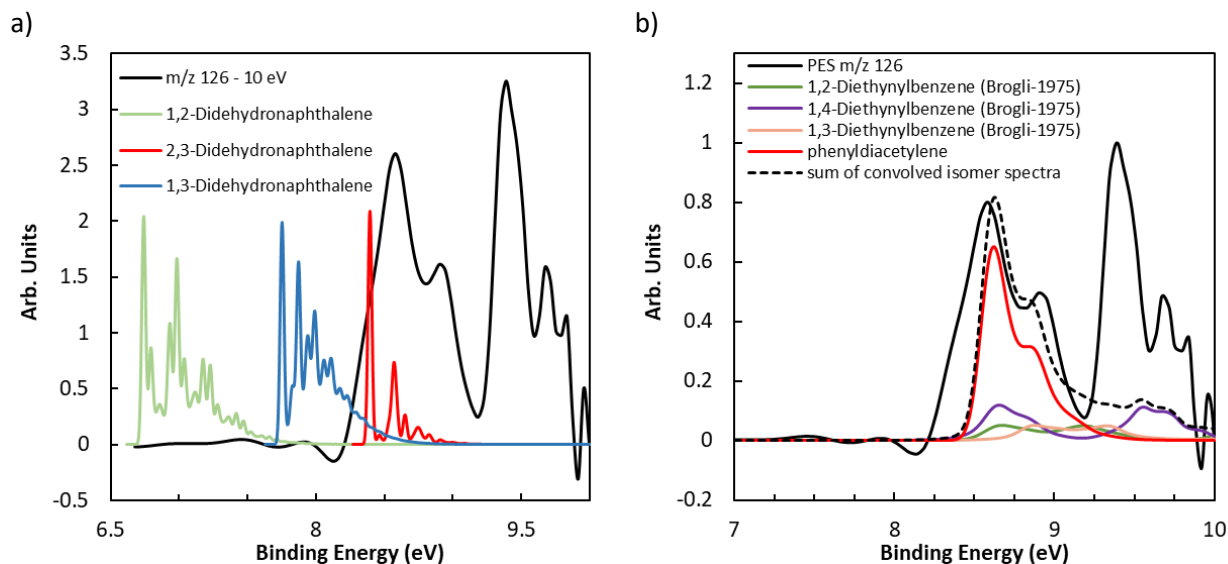 a)
3.5
3
2.5
2
1.5
1
0.5
0
-0.5
Arb. Units
m/z 126 - 10 eV
1,2-Didehydronaphthalene
2,3-Didehydronaphthalene
1,3-Didehydronaphthalene
6.5
8
9.5
Binding Energy (eV)
b)
1.2
1
0.8
0.6
0.4
0.2
0
-0.2
Arb. Units
PES m/z 126
1,2-Diethynylbenzene (Brogli-1975)
1,4-Diethynylbenzene (Brogli-1975)
1,3-Diethynylbenzene (Brogli-1975)
phenyldiacetylene
sum of convolved isomer spectra
7
8
9
10
Binding Energy (eV)